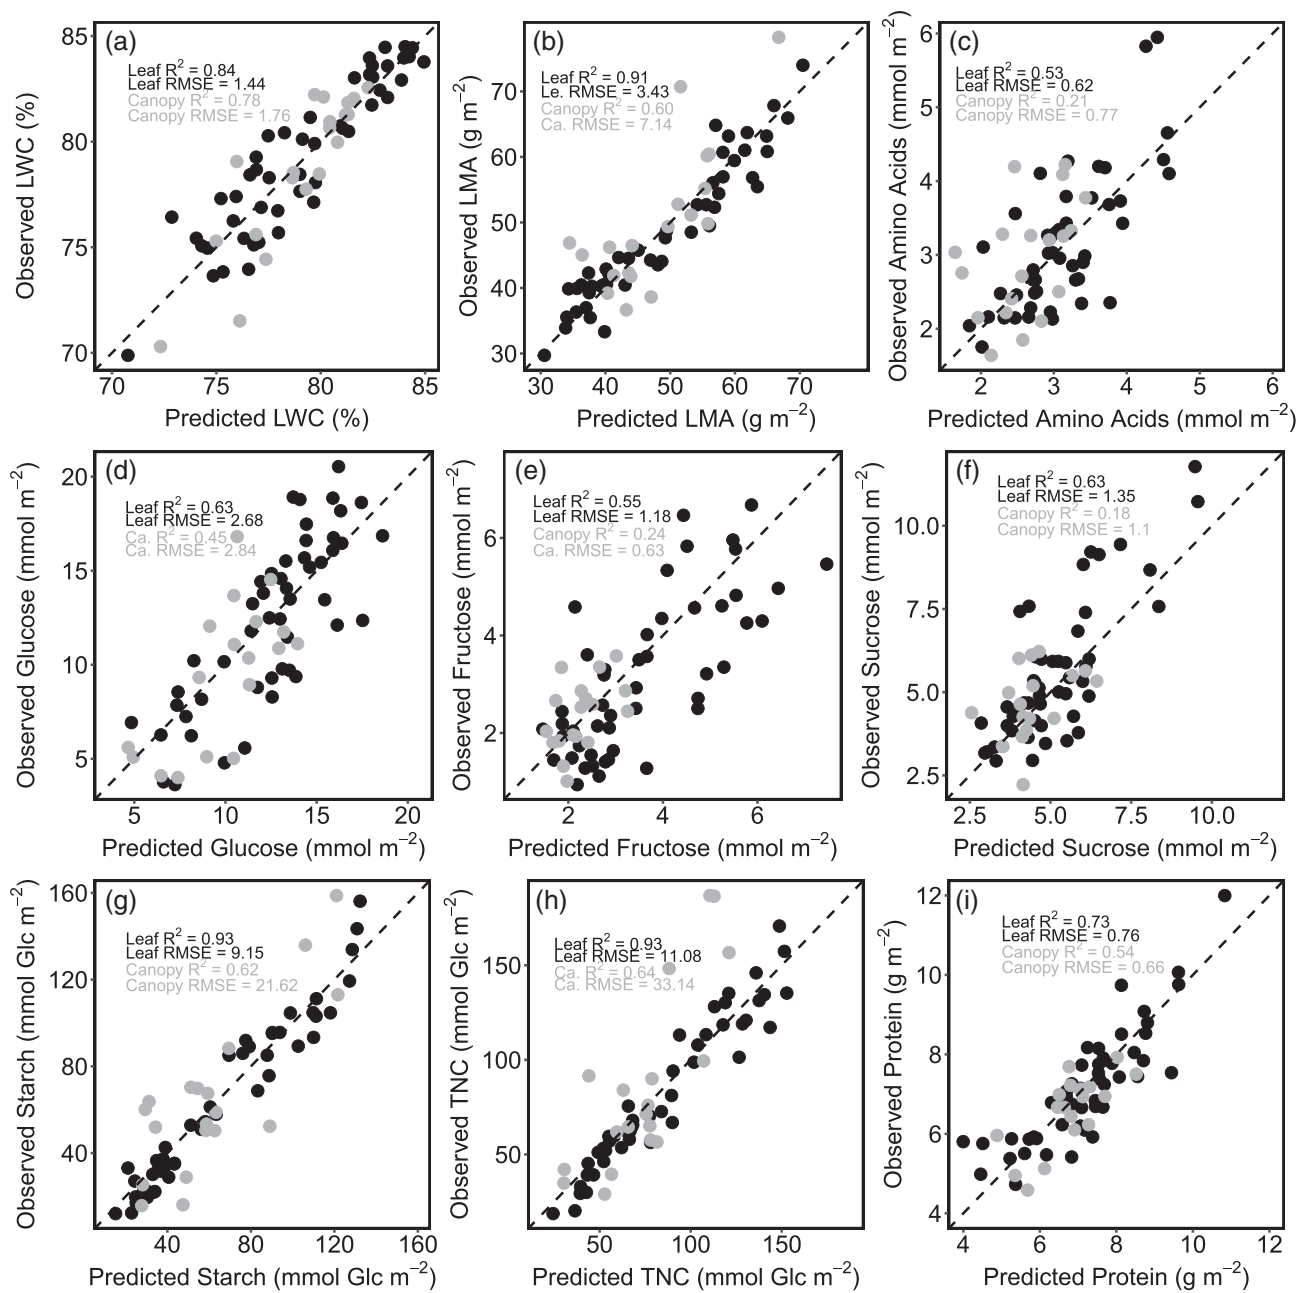 (a)
Leaf R² = 0.84
Leaf RMSE = 1.44
Canopy R² = 0.78
Canopy RMSE = 1.76
85
80
75
70
Observed LWC (%)
70 75 80 85
Predicted LWC (%)
(b)
Leaf R² = 0.91
Le. RMSE = 3.43
Canopy R² = 0.60
Ca. RMSE = 7.14
70
60
50
40
30
Observed LMA (g m⁻²)
30 40 50 60 70
Predicted LMA (g m⁻²)
(c)
Leaf R² = 0.53
Leaf RMSE = 0.62
Canopy R² = 0.21
Canopy RMSE = 0.77
6
5
4
3
2
Observed Amino Acids (mmol m⁻²)
2 3 4 5 6
Predicted Amino Acids (mmol m⁻²)
(d)
Leaf R² = 0.63
Leaf RMSE = 2.68
Ca. R² = 0.45
Ca. RMSE = 2.84
20
15
10
5
Observed Glucose (mmol m⁻²)
5 10 15 20
Predicted Glucose (mmol m⁻²)
(e)
Leaf R² = 0.55
Leaf RMSE = 1.18
Canopy R² = 0.24
Ca. RMSE = 0.63
6
4
2
Observed Fructose (mmol m⁻²)
2 4 6
Predicted Fructose (mmol m⁻²)
(f)
Leaf R² = 0.63
Leaf RMSE = 1.35
Canopy R² = 0.18
Canopy RMSE = 1.1
10.0
7.5
5.0
2.5
Observed Sucrose (mmol m⁻²)
2.5 5.0 7.5 10.0
Predicted Sucrose (mmol m⁻²)
(g)
Leaf R² = 0.93
Leaf RMSE = 9.15
Canopy R² = 0.62
Canopy RMSE = 21.62
160
120
80
40
Observed Starch (mmol Glc m⁻²)
40 80 120 160
Predicted Starch (mmol Glc m⁻²)
(h)
Leaf R² = 0.93
Leaf RMSE = 11.08
Ca. R² = 0.64
Ca. RMSE = 33.14
150
100
50
Observed TNC (mmol Glc m⁻²)
50 100 150
Predicted TNC (mmol Glc m⁻²)
(i)
Leaf R² = 0.73
Leaf RMSE = 0.76
Canopy R² = 0.54
Canopy RMSE = 0.66
12
10
8
6
4
Observed Protein (g m⁻²)
4 6 8 10 12
Predicted Protein (g m⁻²)